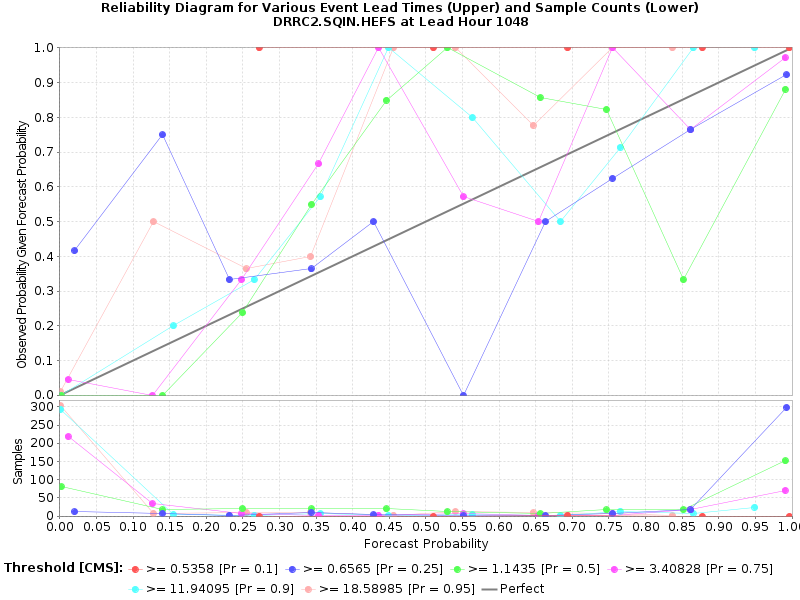 Reliability Diagram for Various Event Lead Times (Upper) and Sample Counts (Lower)
DRRC2.SQIN.HEFS at Lead Hour 1048
Observed Probability Given Forecast Probability
1.0
0.9
0.8
0.7
0.6
0.5
0.4
0.3
0.2
0.1
0.0
Samples
300
250
200
150
100
50
0
0.00 0.05 0.10 0.15 0.20 0.25 0.30 0.35 0.40 0.45 0.50 0.55 0.60 0.65 0.70 0.75 0.80 0.85 0.90 0.95 1.00
Forecast Probability
Threshold [CMS]: >= 0.5358 [Pr = 0.1] >= 0.6565 [Pr = 0.25] >= 1.1435 [Pr = 0.5] >= 3.40828 [Pr = 0.75]
>= 11.94095 [Pr = 0.9] >= 18.58985 [Pr = 0.95] Perfect